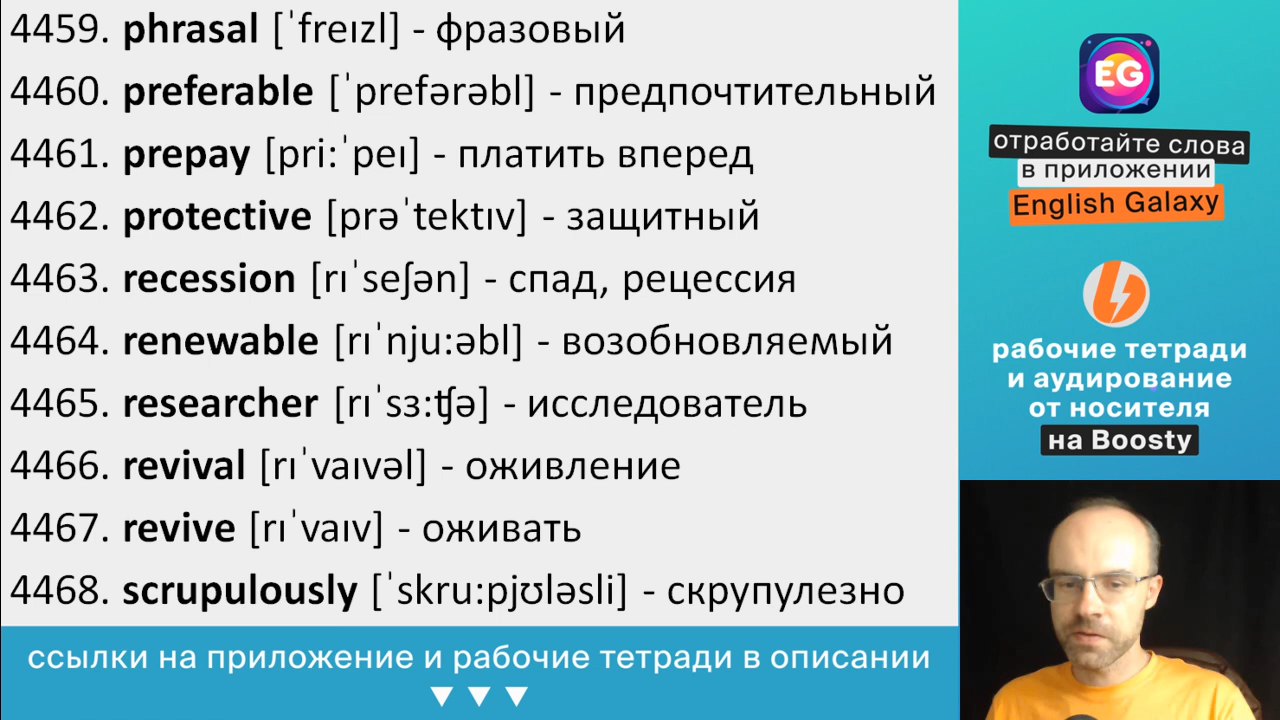 4459. phrasal [ˈfreɪzl] - фразовый
4460. preferable [ˈprefərəbl] - предпочтительный
4461. prepay [pri:ˈpeɪ] - платить вперед
4462. protective [prəˈtektɪv] - защитный
4463. recession [rɪˈseʃən] - спад, рецессия
4464. renewable [rɪˈnju:əbl] - возобновляемый
4465. researcher [rɪˈsɜ:ʧə] - исследователь
4466. revival [rɪˈvaɪvəl] - оживление
4467. revive [rɪˈvaɪv] - оживать
4468. scrupulously [ˈskru:pjʊləsli] - скрупулезно
ссылки на приложение и рабочие тетради в описании
EG
отработайте слова
в приложении
English Galaxy
рабочие тетради
и аудирование
от носителя
на Boosty